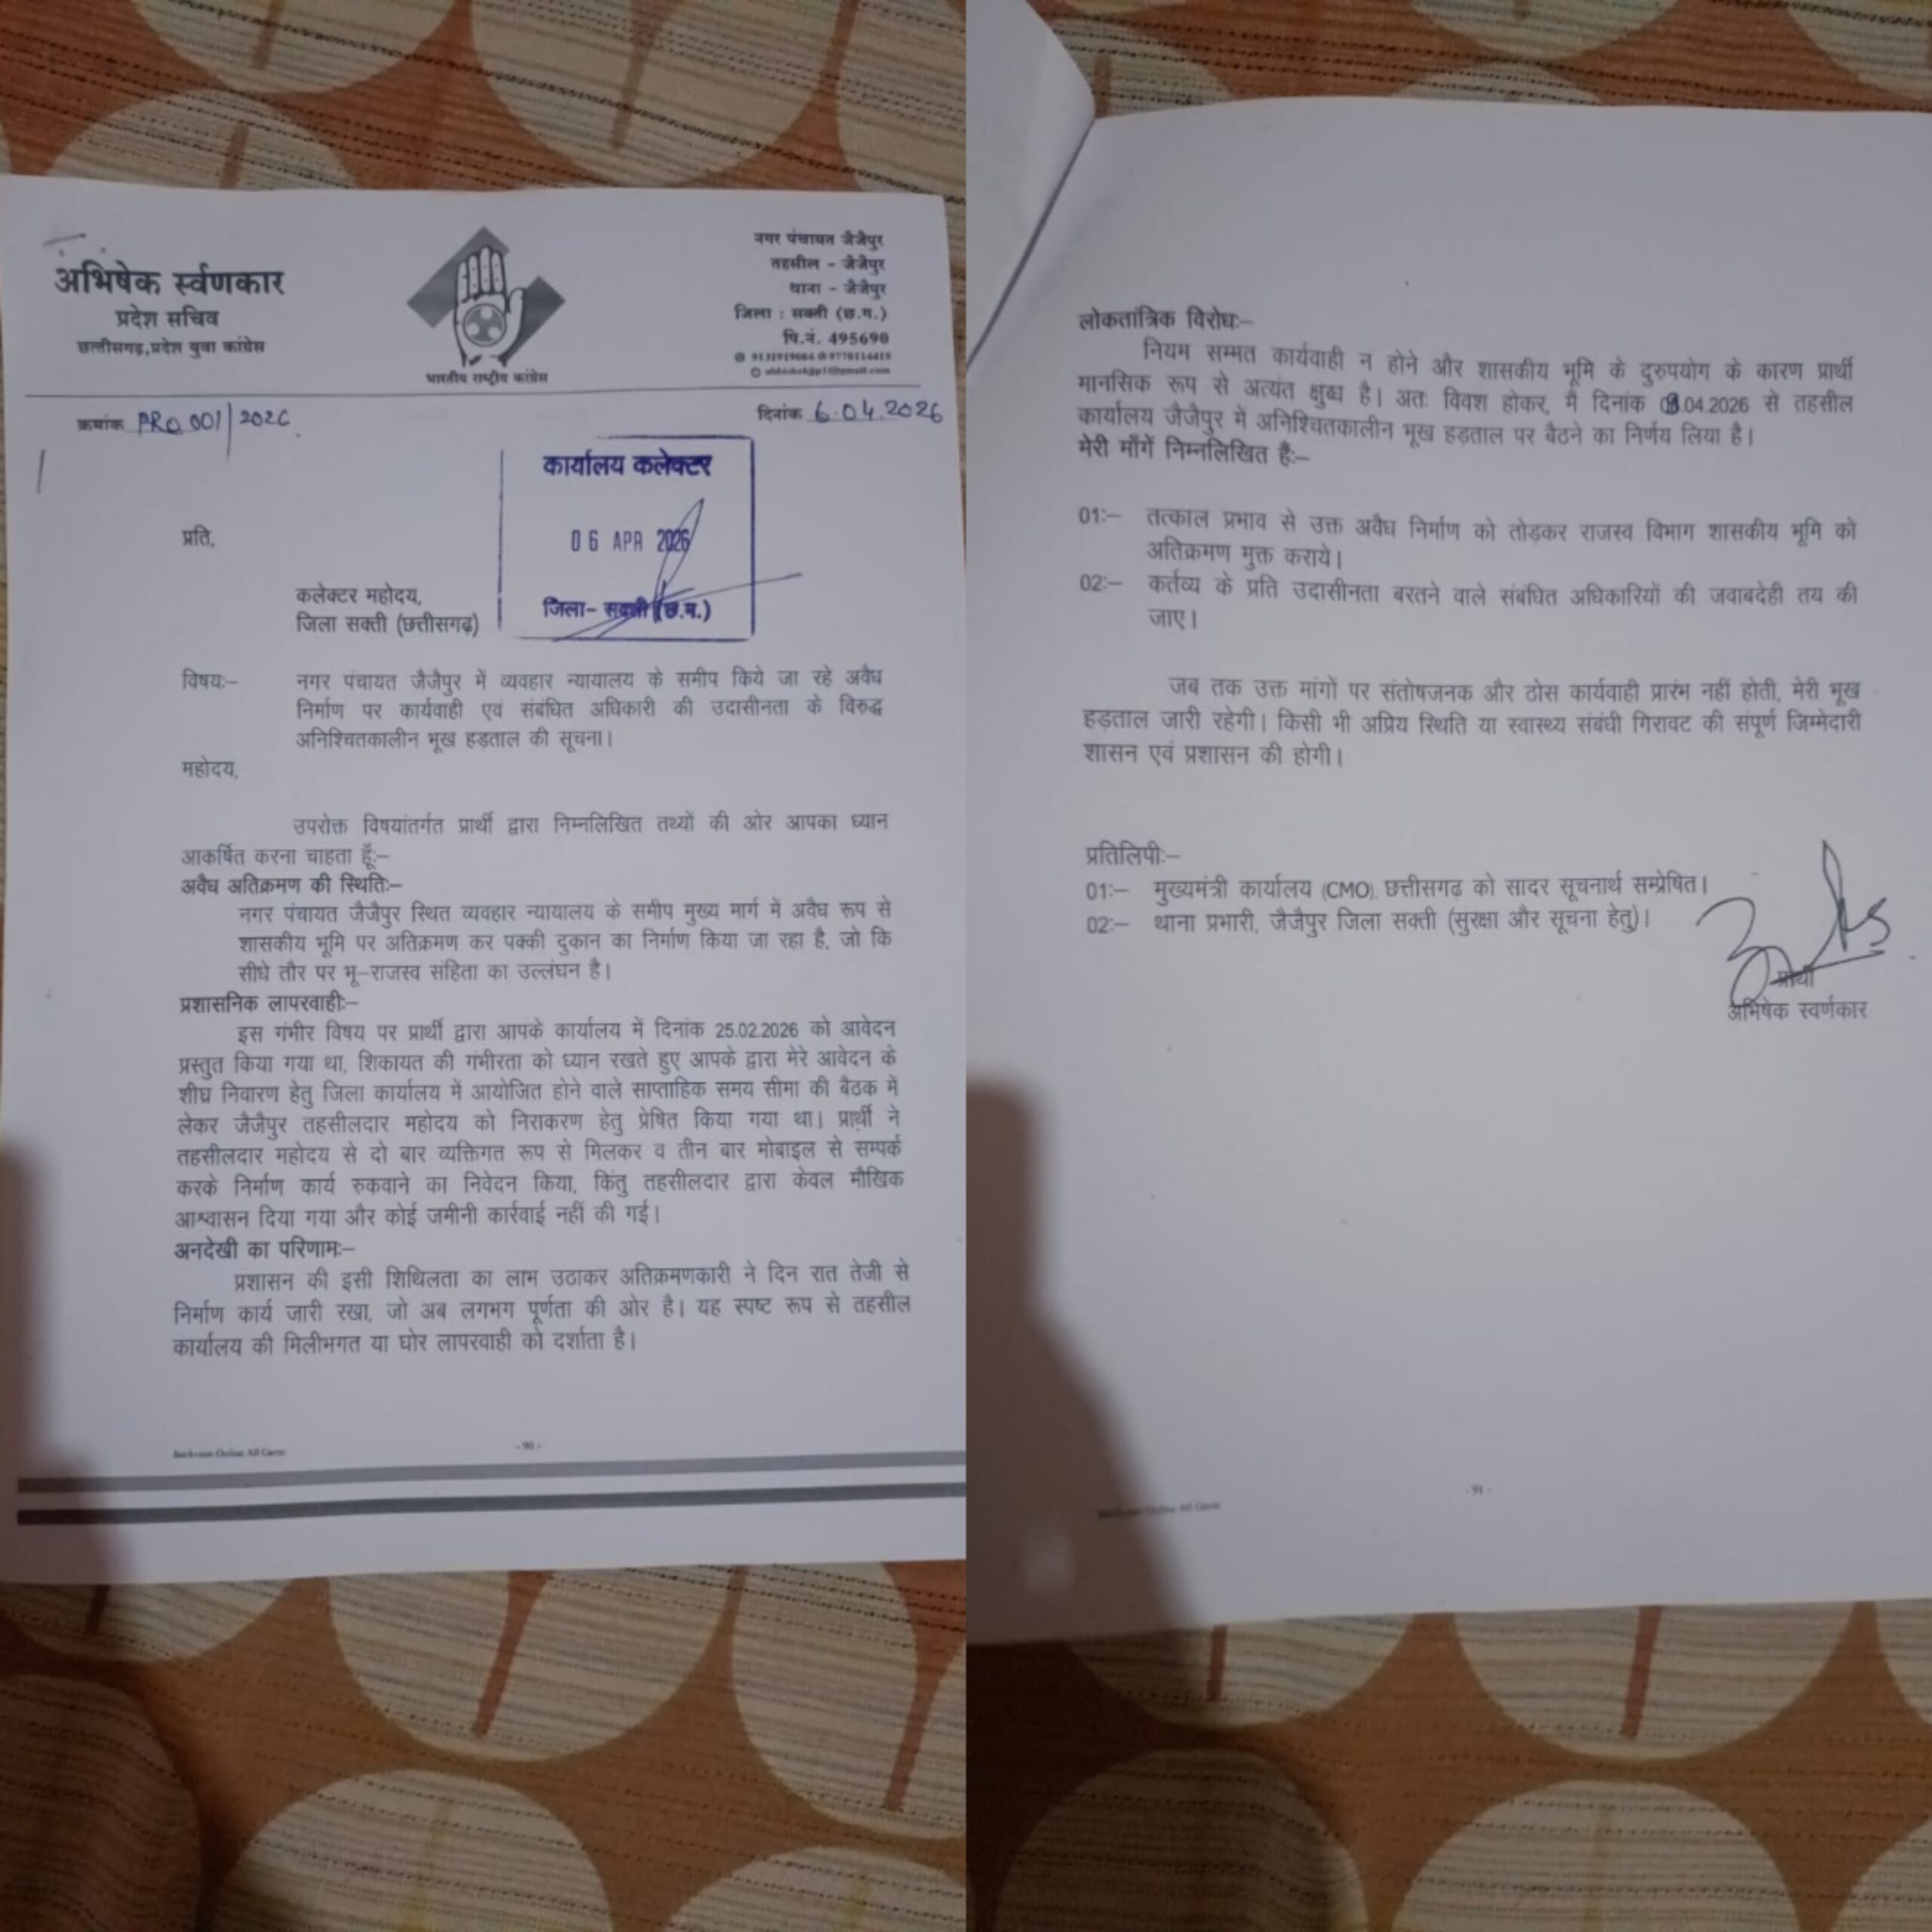 अभिषेक र्स्वणकार
प्रदेश सचिव
छत्तीसगढ़,प्रदेश युवा कांग्रेस
भारतीय राष्ट्रीय कांग्रेस
नगर पंचायत जैजैपुर
तहसील - जैजैपुर
थाना - जैजैपुर
जिला : सक्ती (छ.ग.)
पि.नं. 495690
क्रमांक PRO 001/2026
दिनांक 6.04.2026
कार्यालय कलेक्टर
06 APR 2026
जिला- सक्ती (छ.ग.)
प्रति,
कलेक्टर महोदय,
जिला सक्ती (छत्तीसगढ़)
विषयः– नगर पंचायत जैजैपुर में व्यवहार न्यायालय के समीप किये जा रहे अवैध
निर्माण पर कार्यवाही एवं संबंधित अधिकारी की उदासीनता के विरुद्ध
अनिश्चितकालीन भूख हड़ताल की सूचना।
महोदय,
उपरोक्त विषयांतर्गत प्रार्थी द्वारा निम्नलिखित तथ्यों की ओर आपका ध्यान
आकर्षित करना चाहता हूँः–
अवैध अतिक्रमण की स्थितिः–
नगर पंचायत जैजैपुर स्थित व्यवहार न्यायालय के समीप मुख्य मार्ग में अवैध रूप से
शासकीय भूमि पर अतिक्रमण कर पक्की दुकान का निर्माण किया जा रहा है, जो कि
सीधे तौर पर भू–राजस्व संहिता का उल्लंघन है।
प्रशासनिक लापरवाहीः–
इस गंभीर विषय पर प्रार्थी द्वारा आपके कार्यालय में दिनांक 25.02.2026 को आवेदन
प्रस्तुत किया गया था, शिकायत की गंभीरता को ध्यान रखते हुए आपके द्वारा मेरे आवेदन के
शीघ्र निवारण हेतु जिला कार्यालय में आयोजित होने वाले साप्ताहिक समय सीमा की बैठक में
लेकर जैजैपुर तहसीलदार महोदय को निराकरण हेतु प्रेषित किया गया था। प्रार्थी ने
तहसीलदार महोदय से दो बार व्यक्तिगत रूप से मिलकर व तीन बार मोबाइल से सम्पर्क
करके निर्माण कार्य रुकवाने का निवेदन किया, किंतु तहसीलदार द्वारा केवल मौखिक
आश्वासन दिया गया और कोई जमीनी कार्रवाई नहीं की गई।
अनदेखी का परिणामः–
प्रशासन की इसी शिथिलता का लाभ उठाकर अतिक्रमणकारी ने दिन रात तेजी से
निर्माण कार्य जारी रखा, जो अब लगभग पूर्णता की ओर है। यह स्पष्ट रूप से तहसील
कार्यालय की मिलीभगत या घोर लापरवाही को दर्शाता है।
- 90 -
लोकतांत्रिक विरोधः–
नियम सम्मत कार्यवाही न होने और शासकीय भूमि के दुरुपयोग के कारण प्रार्थी
मानसिक रूप से अत्यंत क्षुब्ध है। अतः विवश होकर, मैं दिनांक .04.2026 से तहसील
कार्यालय जैजैपुर में अनिश्चितकालीन भूख हड़ताल पर बैठने का निर्णय लिया है।
मेरी माँगें निम्नलिखित हैंः–
01:– तत्काल प्रभाव से उक्त अवैध निर्माण को तोड़कर राजस्व विभाग शासकीय भूमि को
अतिक्रमण मुक्त कराये।
02:– कर्तव्य के प्रति उदासीनता बरतने वाले संबंधित अधिकारियों की जवाबदेही तय की
जाए।
जब तक उक्त मांगों पर संतोषजनक और ठोस कार्यवाही प्रारंभ नहीं होती, मेरी भूख
हड़ताल जारी रहेगी। किसी भी अप्रिय स्थिति या स्वास्थ्य संबंधी गिरावट की संपूर्ण जिम्मेदारी
शासन एवं प्रशासन की होगी।
प्रतिलिपीः–
01:– मुख्यमंत्री कार्यालय (CMO), छत्तीसगढ़ को सादर सूचनार्थ सम्प्रेषित।
02:– थाना प्रभारी, जैजैपुर जिला सक्ती (सुरक्षा और सूचना हेतु)।
प्रार्थी
अभिषेक स्वर्णकार
- 91 -